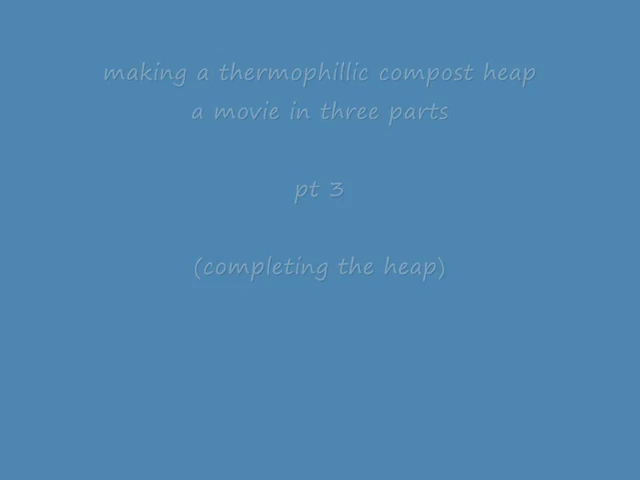 making a thermophillic compost heap
a movie in three parts
pt 3
(completing the heap)